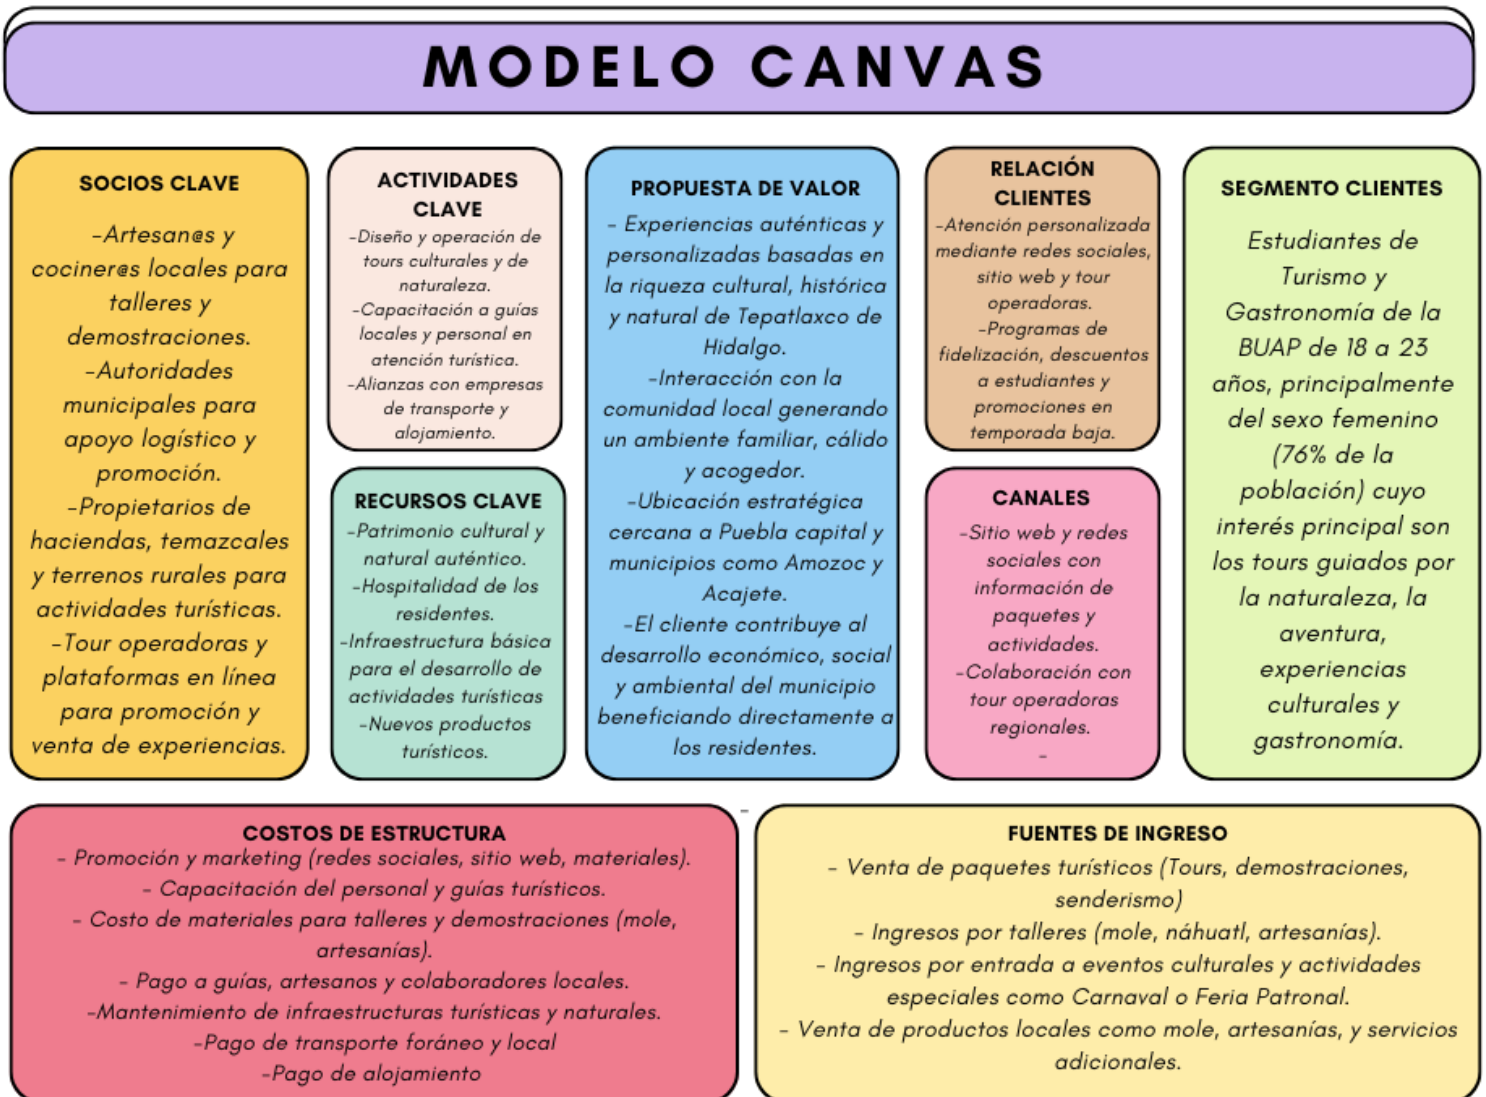 MODELO CANVAS
SOCIOS CLAVE
-Artesan@s y
cociner@s locales para
talleres y
demostraciones.
-Autoridades
municipales para
apoyo logístico y
promoción.
-Propietarios de
haciendas, temazcales
y terrenos rurales para
actividades turísticas.
-Tour operadoras y
plataformas en línea
para promoción y
venta de experiencias.
ACTIVIDADES
CLAVE
-Diseño y operación de
tours culturales y de
naturaleza.
-Capacitación a guías
locales y personal en
atención turística.
-Alianzas con empresas
de transporte y
alojamiento.
RECURSOS CLAVE
-Patrimonio cultural y
natural auténtico.
-Hospitalidad de los
residentes.
-Infraestructura básica
para el desarrollo de
actividades turísticas
-Nuevos productos
turísticos.
PROPUESTA DE VALOR
- Experiencias auténticas y
personalizadas basadas en
la riqueza cultural, histórica
y natural de Tepatlaxco de
Hidalgo.
-Interacción con la
comunidad local generando
un ambiente familiar, cálido
y acogedor.
-Ubicación estratégica
cercana a Puebla capital y
municipios como Amozoc y
Acajete.
-El cliente contribuye al
desarrollo económico, social
y ambiental del municipio
beneficiando directamente a
los residentes.
RELACIÓN
CLIENTES
-Atención personalizada
mediante redes sociales,
sitio web y tour
operadoras.
-Programas de
fidelización, descuentos
a estudiantes y
promociones en
temporada baja.
CANALES
-Sitio web y redes
sociales con
información de
paquetes y
actividades.
-Colaboración con
tour operadoras
regionales.
-
SEGMENTO CLIENTES
Estudiantes de
Turismo y
Gastronomía de la
BUAP de 18 a 23
años, principalmente
del sexo femenino
(76% de la
población) cuyo
interés principal son
los tours guiados por
la naturaleza, la
aventura,
experiencias
culturales y
gastronomía.
COSTOS DE ESTRUCTURA
- Promoción y marketing (redes sociales, sitio web, materiales).
- Capacitación del personal y guías turísticos.
- Costo de materiales para talleres y demostraciones (mole,
artesanías).
- Pago a guías, artesanos y colaboradores locales.
-Mantenimiento de infraestructuras turísticas y naturales.
-Pago de transporte foráneo y local
-Pago de alojamiento
-
FUENTES DE INGRESO
- Venta de paquetes turísticos (Tours, demostraciones,
senderismo)
- Ingresos por talleres (mole, náhuatl, artesanías).
- Ingresos por entrada a eventos culturales y actividades
especiales como Carnaval o Feria Patronal.
- Venta de productos locales como mole, artesanías, y servicios
adicionales.